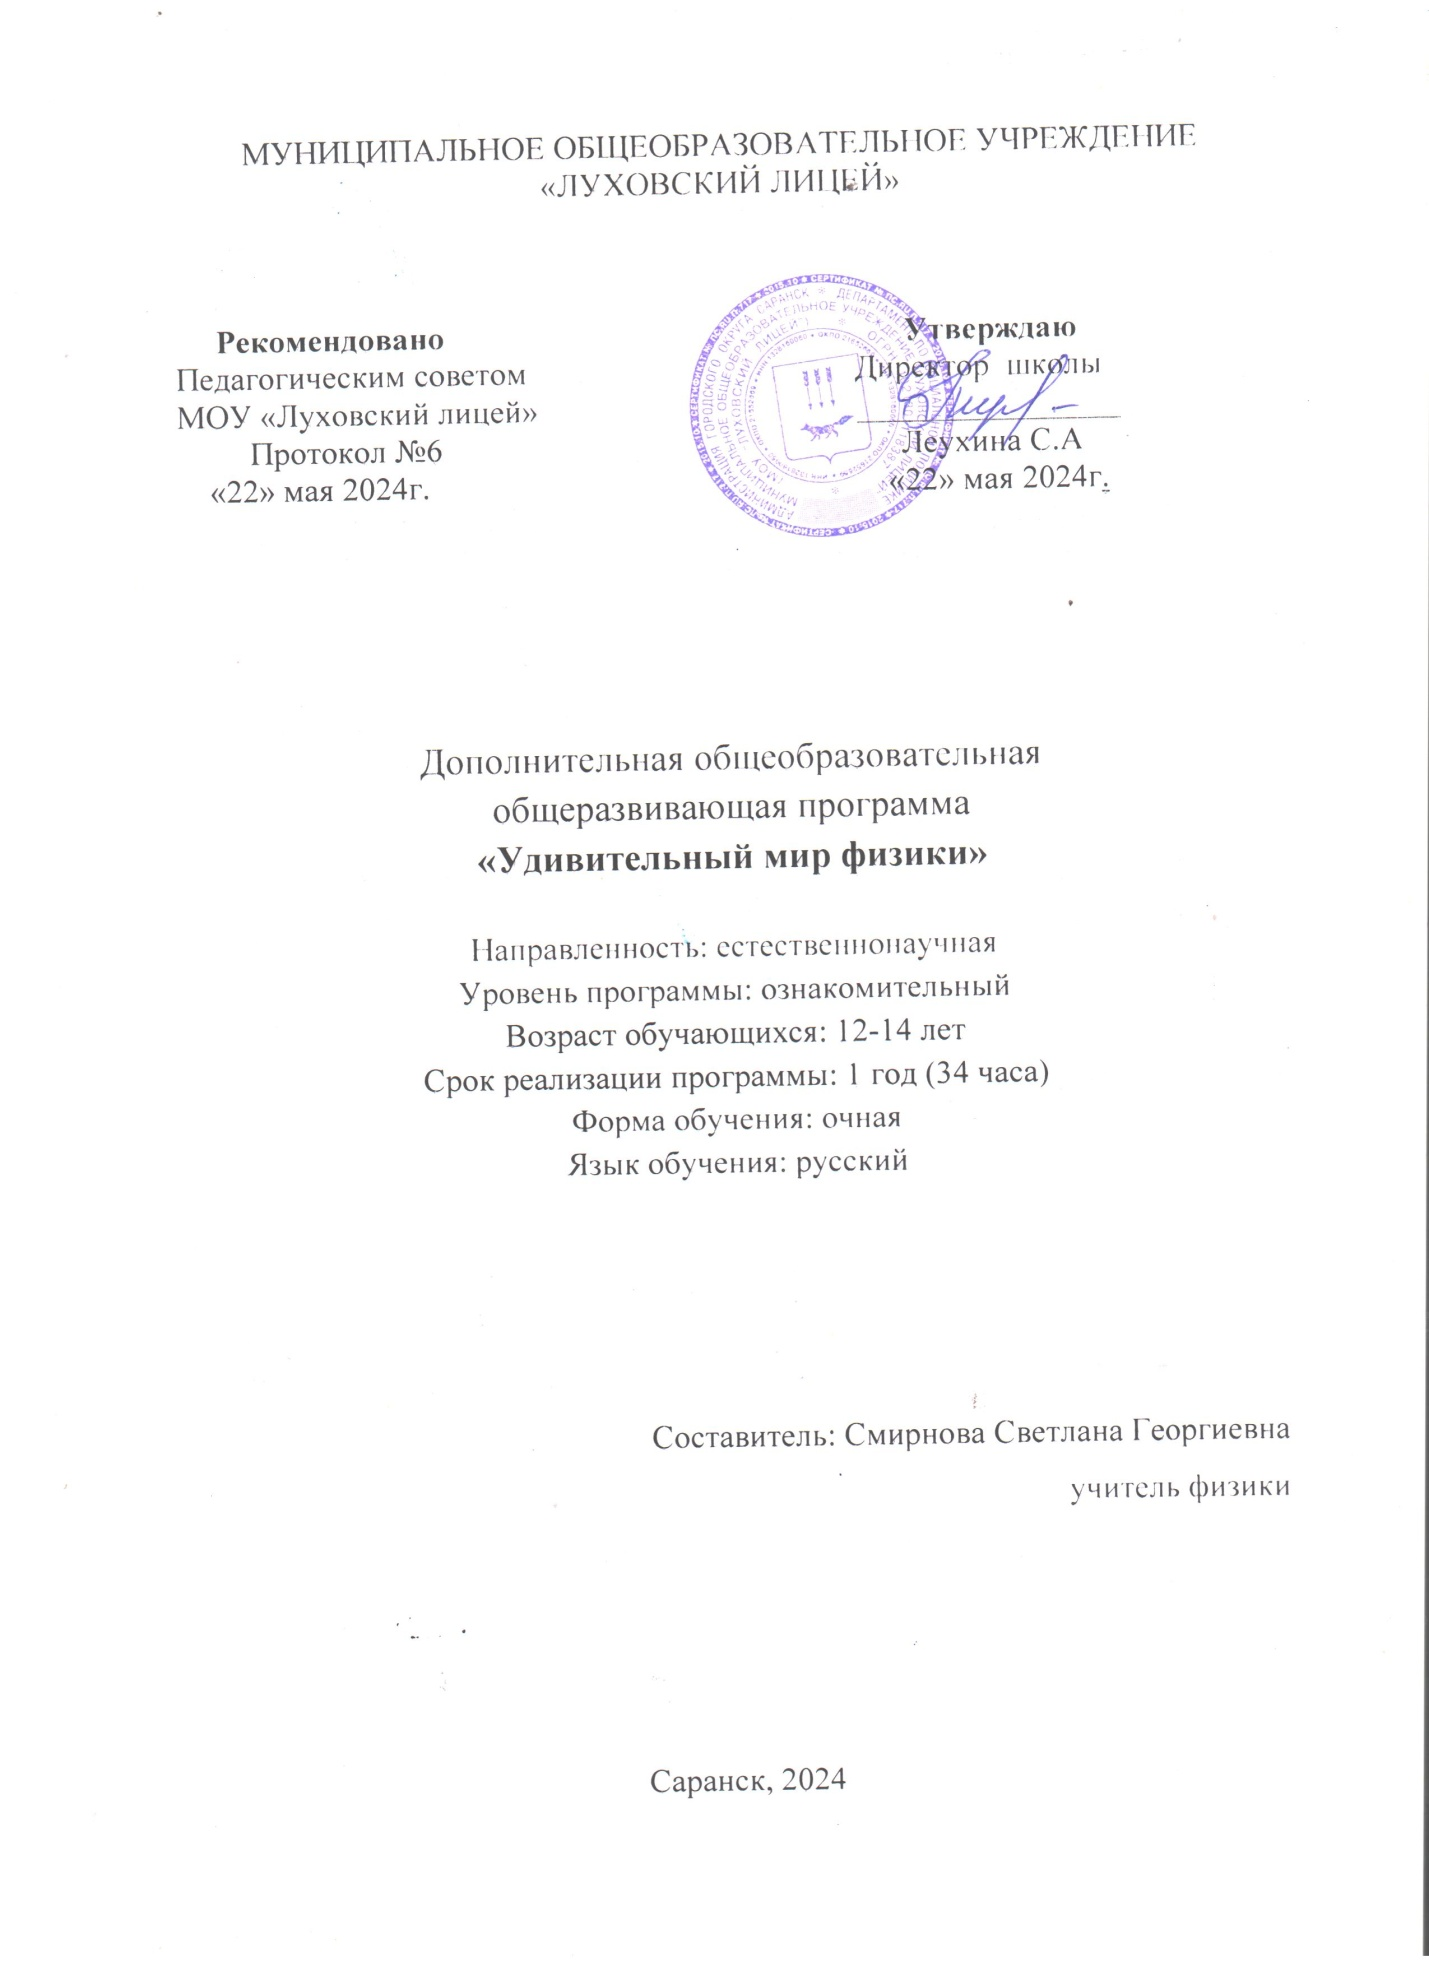 МУНИЦИПАЛЬНОЕ ОБЩЕОБРАЗОВАТЕЛЬНОЕ УЧРЕЖДЕНИЕ
«ЛУХОВСКИЙ ЛИЦЕЙ»
Рекомендовано
Педагогическим советом
МОУ «Луховский лицей»
Протокол №6
«22» мая 2024г.
Утверждаю
Директор школы
Леухина С.А
«22» мая 2024г.
Дополнительная общеобразовательная
общеразвивающая программа
«Удивительный мир физики»
Направленность: естественнонаучная
Уровень программы: ознакомительный
Возраст обучающихся: 12-14 лет
Срок реализации программы: 1 год (34 часа)
Форма обучения: очная
Язык обучения: русский
Составитель: Смирнова Светлана Георгиевна
учитель физики
Саранск, 2024